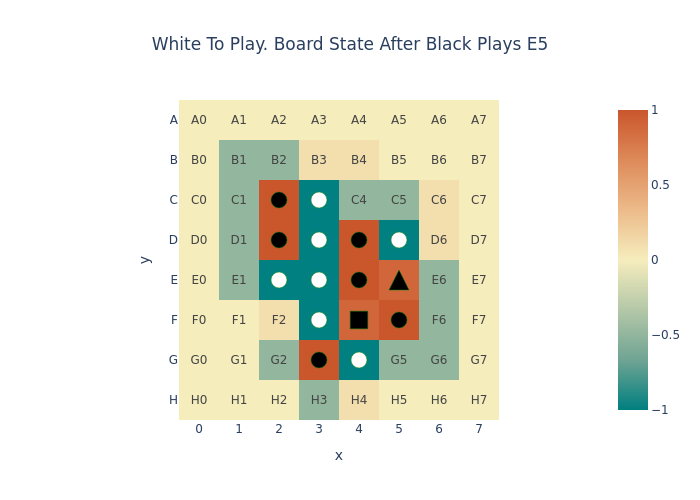 White To Play. Board State After Black Plays E5
A A0 A1 A2 A3 A4 A5 A6 A7
B B0 B1 B2 B3 B4 B5 B6 B7
C C0 C1 C4 C5 C6 C7
D D0 D1 D6 D7
E E0 E1 E6 E7
F F0 F1 F2 F6 F7
G G0 G1 G2 G5 G6 G7
H H0 H1 H2 H3 H4 H5 H6 H7
0 1 2 3 4 5 6 7
x
y
1
0.5
0
−0.5
−1